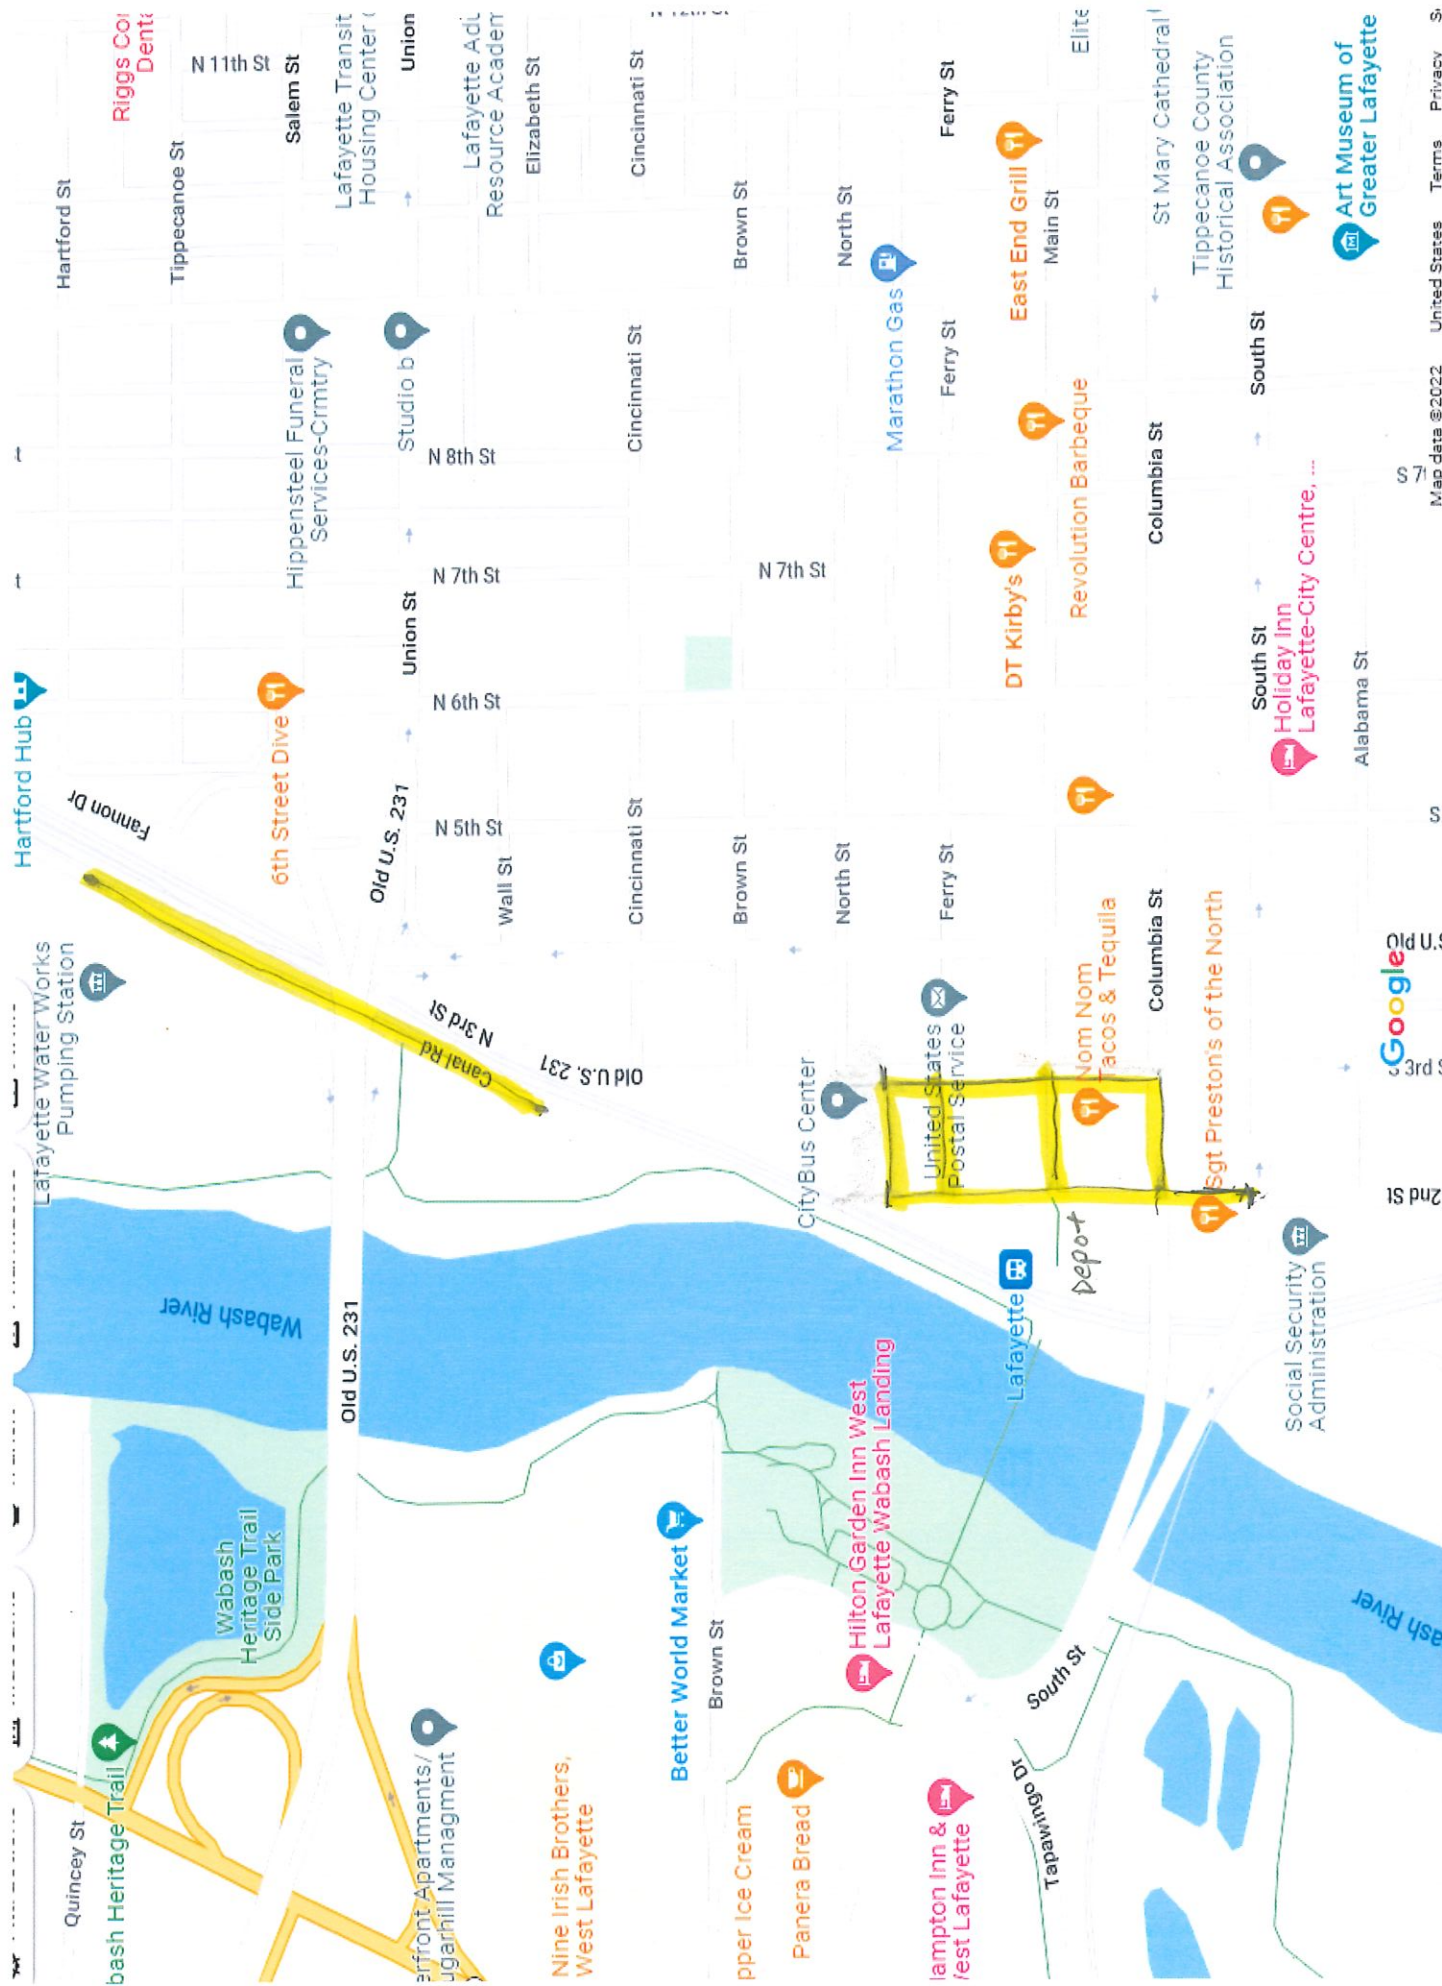 Hartford Hub
Fannon Dr
Hartford St
Riggs Co
Denta
N 11th St
Tippecanoe St
Salem St
Lafayette Transit
Housing Center
Union
Lafayette Adu
Resource Academ
Elizabeth St
Cincinnati St
Ferry St
Elite
St Mary Cathedral
Tippecanoe County
Historical Association
Art Museum of
Greater Lafayette
Brown St
North St
Marathon Gas
East End Grill
Main St
Hippensteel Funeral
Services-Crmtry
Studio b
N 8th St
Cincinnati St
Ferry St
Revolution Barbeque
Columbia St
South St
S 7t
N 7th St
N 7th St
DT Kirby's
Union St
N 6th St
6th Street Dive
South St
Holiday Inn
Lafayette-City Centre, ...
Alabama St
Old U.S. 231
N 5th St
Wall St
Cincinnati St
Brown St
North St
Ferry St
Columbia St
Lafayette Water Works
Pumping Station
N 3rd St
Canal Rd
Old U.S. 231
CityBus Center
United States
Postal Service
Nom Nom
Tacos & Tequila
Sgt Preston's of the North
Old U.S
3rd S
2nd St
Google
Wabash River
Old U.S. 231
Lafayette
Depot
Social Security
Administration
Wabash
Heritage Trail
Side Park
Better World Market
Brown St
Hilton Garden Inn West
Lafayette Wabash Landing
South St
bash River
Quincey St
bash Heritage Trail
erfront Apartments/
ugarhill Managment
Nine Irish Brothers,
West Lafayette
pper Ice Cream
Panera Bread
lampton Inn &
Vest Lafayette
Tapawingo Dr
Map data ©2022
United States
Terms
Privacy